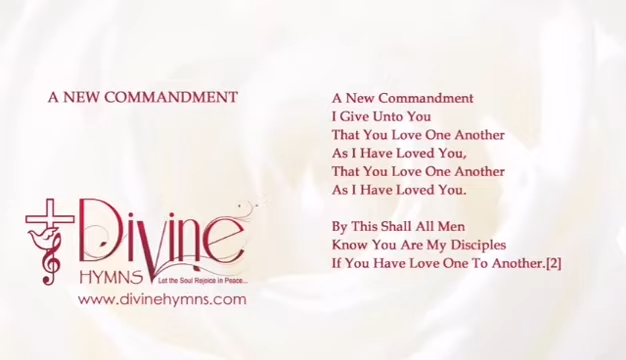 A NEW COMMANDMENT
A New Commandment
I Give Unto You
That You Love One Another
As I Have Loved You,
That You Love One Another
As I Have Loved You.
By This Shall All Men
Know You Are My Disciples
If You Have Love One To Another.[2]
Divine
HYMNS
Let the Soul Rejoice in Peace...
www.divinehymns.com